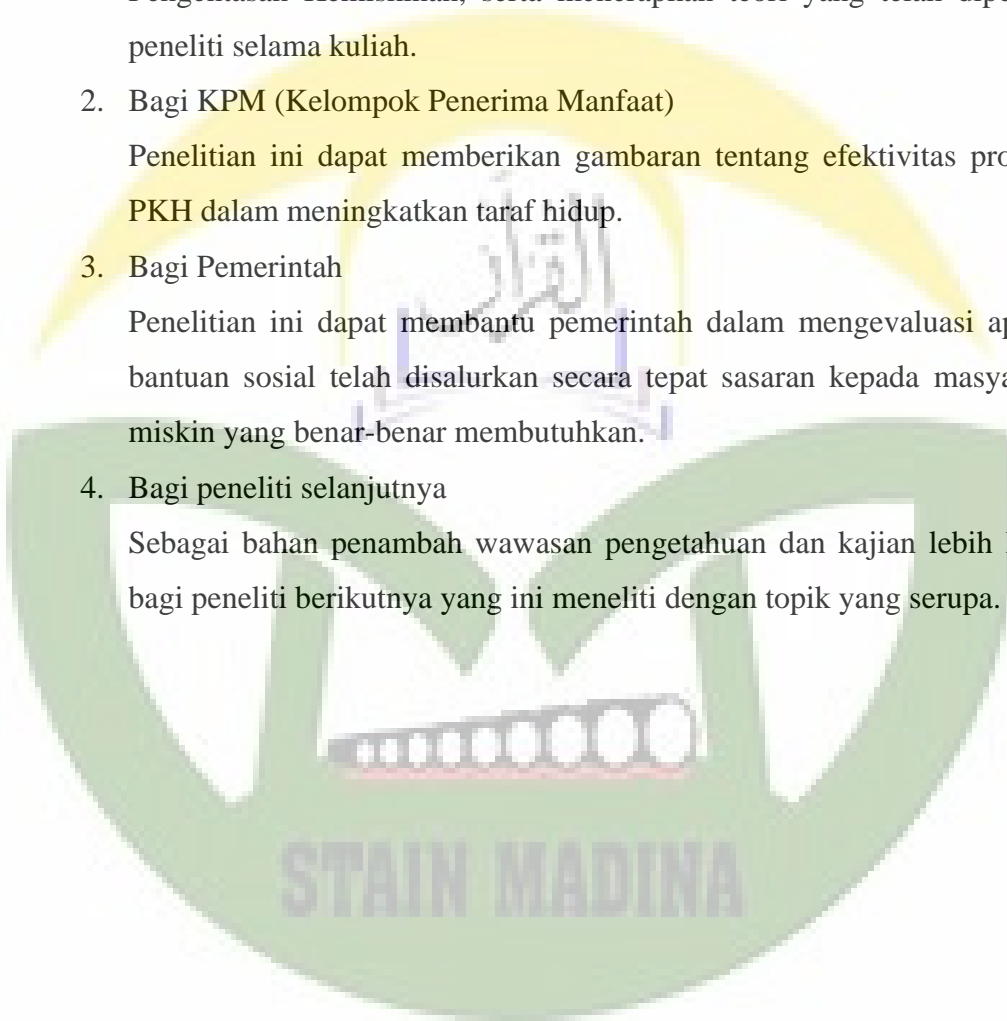 peneliti selama kuliah.
2. Bagi KPM (Kelompok Penerima Manfaat)
Penelitian ini dapat memberikan gambaran tentang efektivitas
PKH dalam meningkatkan taraf hidup.
3. Bagi Pemerintah
Penelitian ini dapat membantu pemerintah dalam mengevaluasi
bantuan sosial telah disalurkan secara tepat sasaran kepada
miskin yang benar-benar membutuhkan.
4. Bagi peneliti selanjutnya
Sebagai bahan penambah wawasan pengetahuan dan kajian lebih
bagi peneliti berikutnya yang ini meneliti dengan topik yang serupa.
القرآن
STAIN MADINA